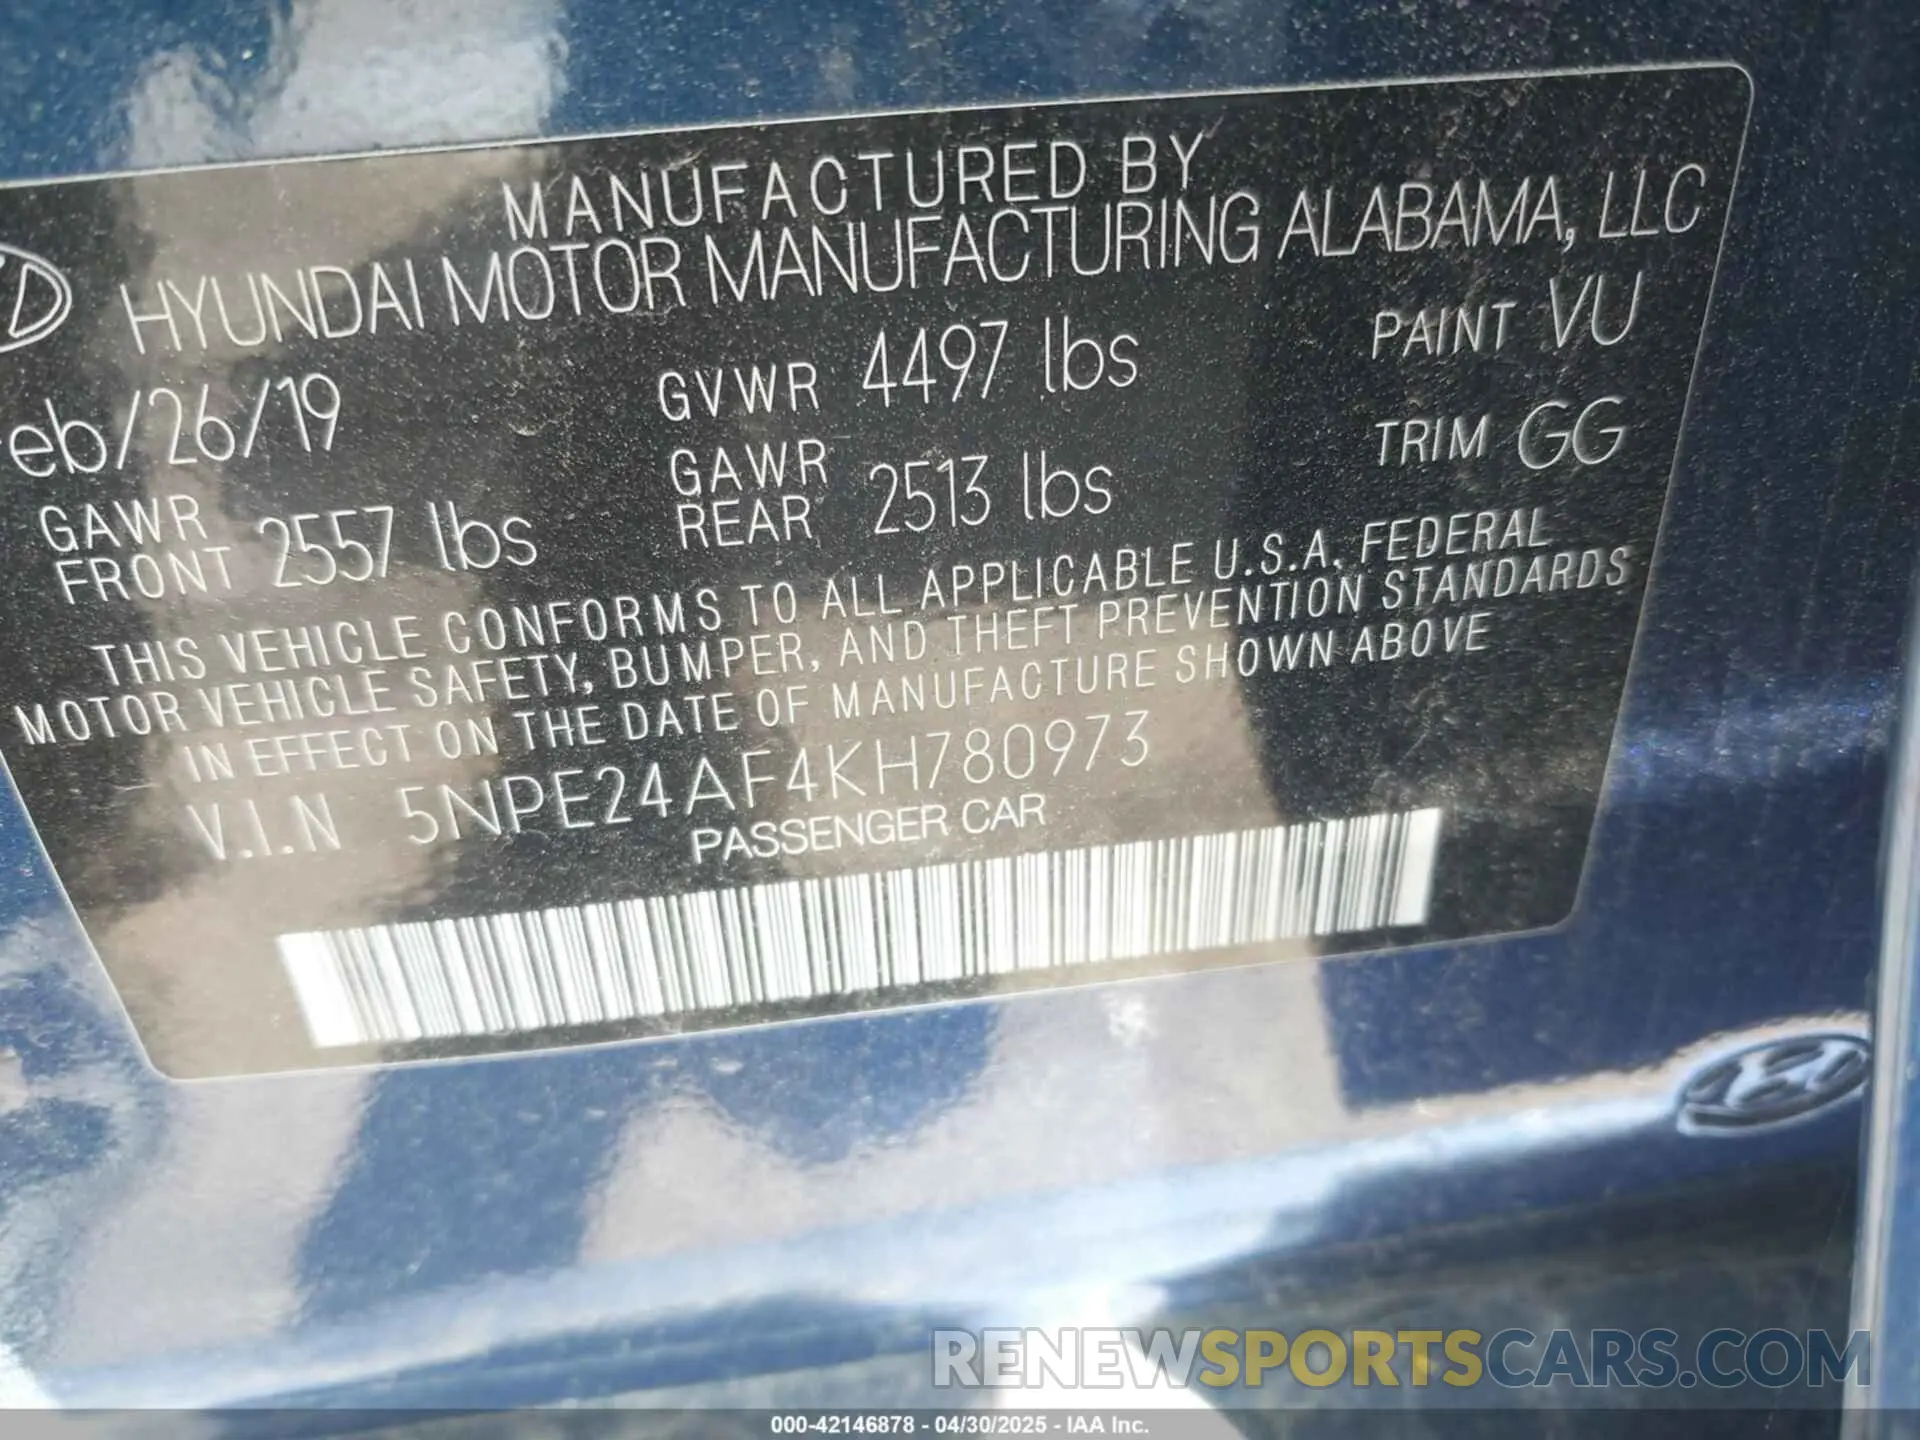 MANUFACTURED BY
HYUNDAI MOTOR MANUFACTURING ALABAMA, LLC
eb/26/19 GVWR 4497 lbs PAINT VU
GAWR FRONT 2557 lbs GAWR REAR 2513 lbs TRIM GG
THIS VEHICLE CONFORMS TO ALL APPLICABLE U.S.A. FEDERAL
MOTOR VEHICLE SAFETY, BUMPER, AND THEFT PREVENTION STANDARDS
IN EFFECT ON THE DATE OF MANUFACTURE SHOWN ABOVE
V.I.N 5NPE24AF4KH780973
PASSENGER CAR
RENEWSPORTSCARS.COM
000-42146878 - 04/30/2025 - IAA Inc.